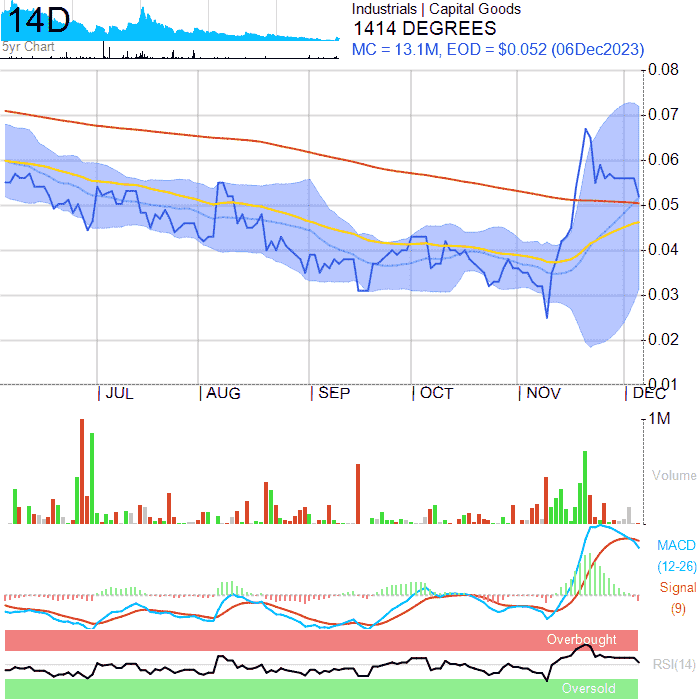 14D
5yr Chart
Industrials | Capital Goods
1414 DEGREES
MC = 13.1M, EOD = $0.052 (06Dec2023)
0.08
0.07
0.06
0.05
0.04
0.03
0.02
0.01
JUL
AUG
SEP
OCT
NOV
DEC
1M
Volume
MACD
(12-26)
Signal
(9)
Overbought
RSI(14)
Oversold